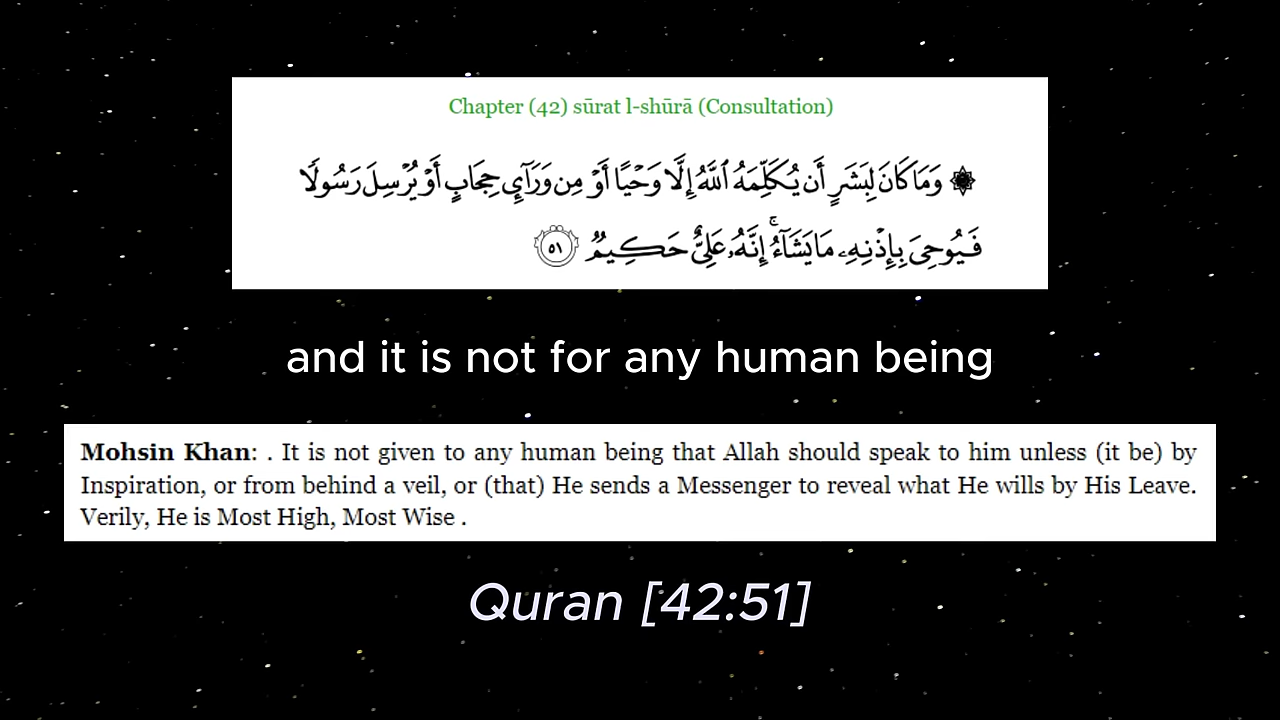 Chapter (42) sūrat l-shūrā (Consultation)
۞ وَمَا كَانَ لِبَشَرٍ أَن يُكَلِّمَهُ ٱللَّهُ إِلَّا وَحْيًا أَوْ مِن وَرَآئِ حِجَابٍ أَوْ يُرْسِلَ رَسُولًا
فَيُوحِىَ بِإِذْنِهِۦ مَا يَشَآءُ ۚ إِنَّهُۥ عَلِىٌّ حَكِيمٌ ٥١
and it is not for any human being
Mohsin Khan: . It is not given to any human being that Allah should speak to him unless (it be) by
Inspiration, or from behind a veil, or (that) He sends a Messenger to reveal what He wills by His Leave.
Verily, He is Most High, Most Wise .
Quran [42:51]